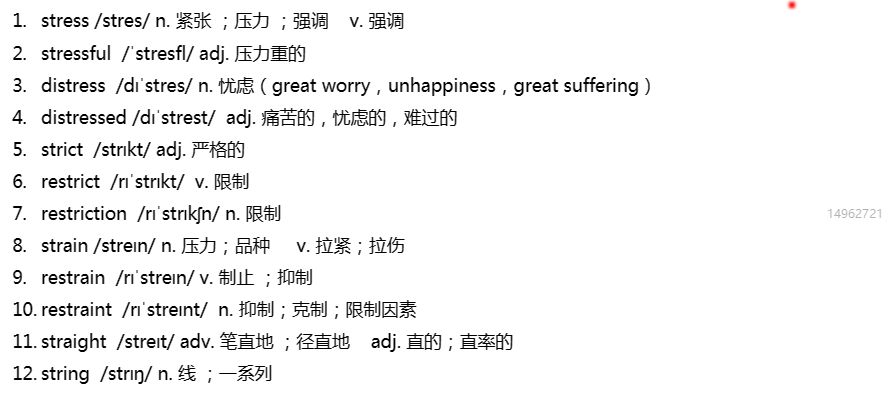 1. stress /stres/ n. 紧张 ；压力 ；强调 v. 强调
2. stressful /ˈstresfl/ adj. 压力重的
3. distress /dɪˈstres/ n. 忧虑（great worry，unhappiness，great suffering）
4. distressed /dɪˈstrest/ adj. 痛苦的，忧虑的，难过的
5. strict /strɪkt/ adj. 严格的
6. restrict /rɪˈstrɪkt/ v. 限制
7. restriction /rɪˈstrɪkʃn/ n. 限制
14962721
8. strain /streɪn/ n. 压力；品种 v. 拉紧；拉伤
9. restrain /rɪˈstreɪn/ v. 制止 ；抑制
10. restraint /rɪˈstreɪnt/ n. 抑制；克制；限制因素
11. straight /streɪt/ adv. 笔直地 ；径直地 adj. 直的；直率的
12. string /strɪŋ/ n. 线 ；一系列